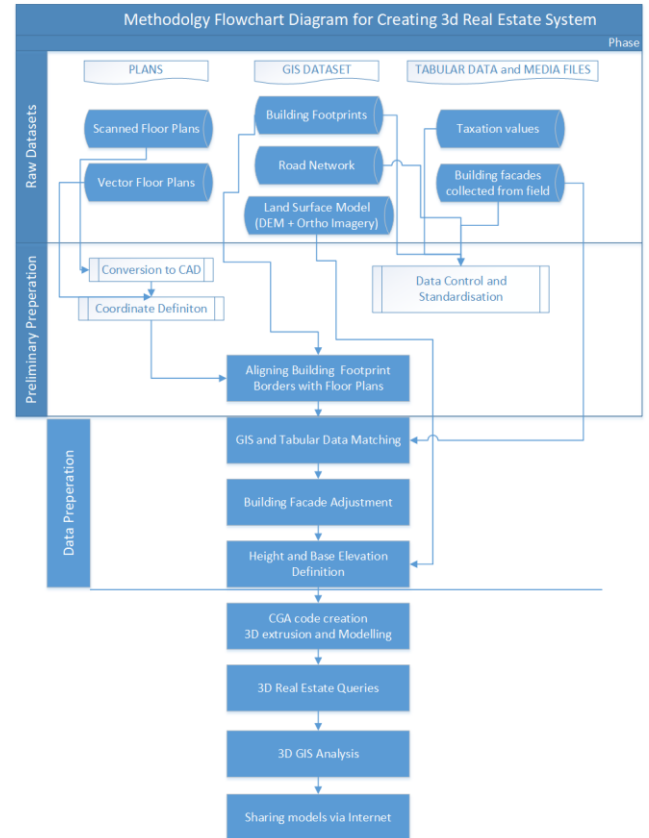 Methodolgy Flowchart Diagram for Creating 3d Real Estate System
Phase
Raw Datasets
PLANS
GIS DATASET
TABULAR DATA and MEDIA FILES
Scanned Floor Plans
Building Footprints
Taxation values
Vector Floor Plans
Road Network
Building facades
collected from field
Land Surface Model
(DEM + Ortho Imagery)
Preliminary Preparation
Conversion to CAD
Coordinate Definiton
Data Control and
Standardisation
Aligning Building Footprint
Borders with Floor Plans
Data Preperation
GIS and Tabular Data Matching
Building Facade Adjustment
Height and Base Elevation
Definition
CGA code creation
3D extrusion and Modelling
3D Real Estate Queries
3D GIS Analysis
Sharing models via Internet